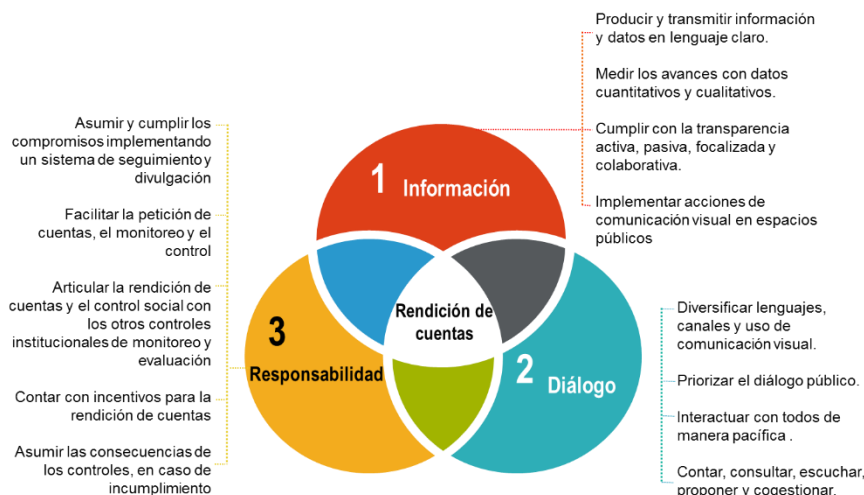 Producir y transmitir información
y datos en lenguaje claro.
Medir los avances con datos
cuantitativos y cualitativos.
Cumplir con la transparencia
activa, pasiva, focalizada y
colaborativa.
Implementar acciones de
comunicación visual en espacios
públicos
Asumir y cumplir los
compromisos implementando
un sistema de seguimiento y
divulgación
Facilitar la petición de
cuentas, el monitoreo y el
control
Articular la rendición de
cuentas y el control social con
los otros controles
institucionales de monitoreo y
evaluación
Contar con incentivos para la
rendición de cuentas
Asumir las consecuencias de
los controles, en caso de
incumplimiento
1 Información
Rendición de
cuentas
3
Responsabilidad
2 Diálogo
Diversificar lenguajes,
canales y uso de
comunicación visual.
Priorizar el diálogo público.
Interactuar con todos de
manera pacífica .
Contar, consultar, escuchar,
proponer y cogestionar.